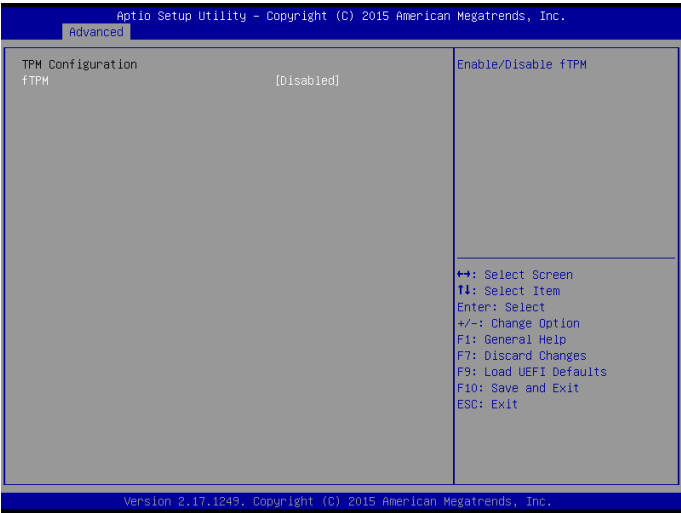 Aptio Setup Utility – Copyright (C) 2015 American Megatrends, Inc.
Advanced
TPM Configuration
fTPM [Disabled]
Enable/Disable fTPM
↔: Select Screen
↑↓: Select Item
Enter: Select
+/–: Change Option
F1: General Help
F7: Discard Changes
F9: Load UEFI Defaults
F10: Save and Exit
ESC: Exit
Version 2.17.1249. Copyright (C) 2015 American Megatrends, Inc.